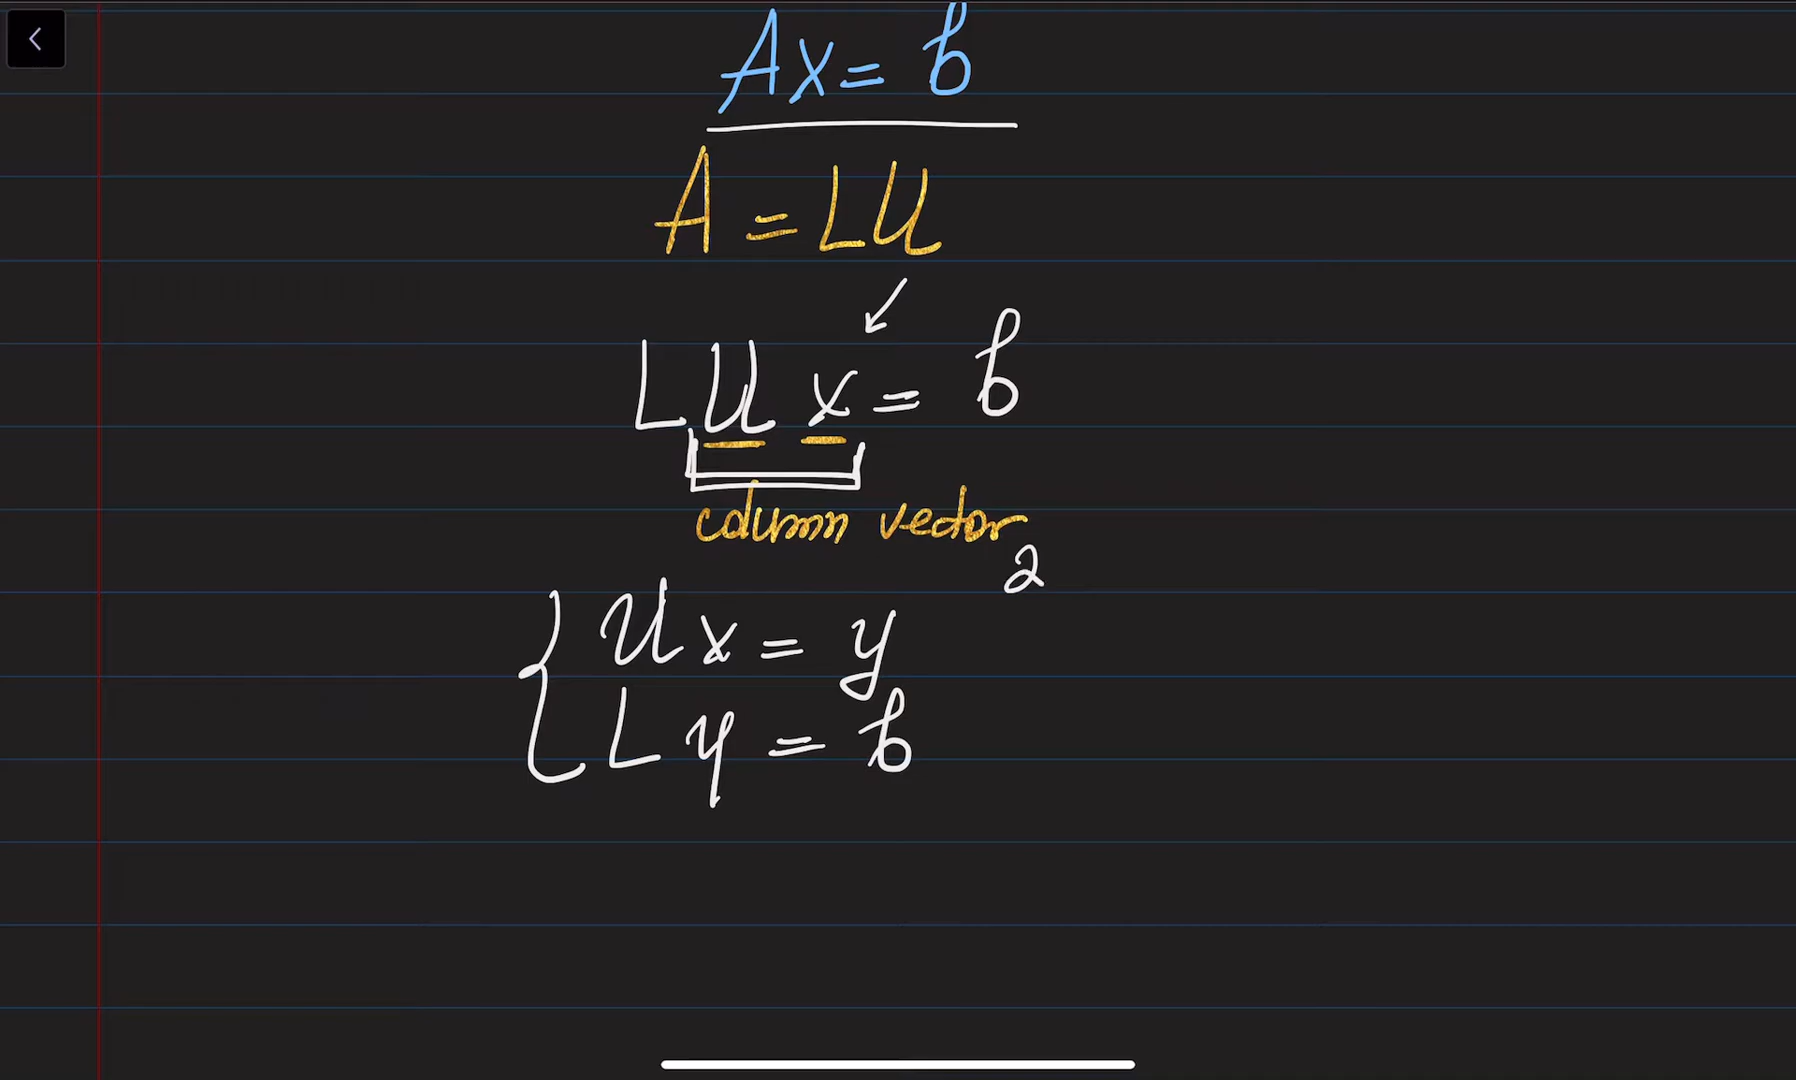 Ax = b
A = LU
LUx = b
column vector
2
Ux = y
Ly = b